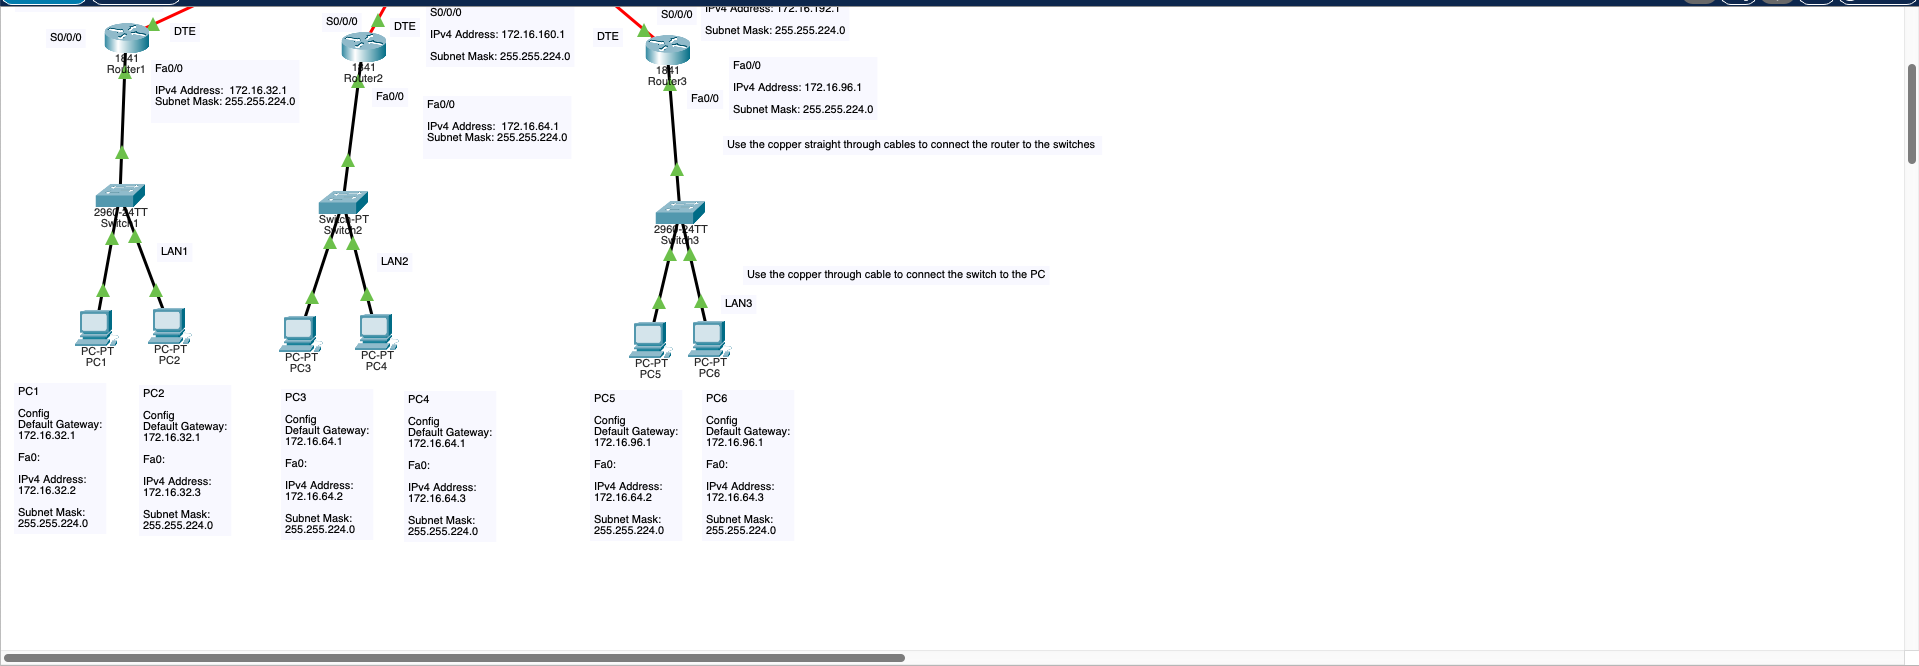 S0/0/0
DTE
1841
Router1
Fa0/0
IPv4 Address:  172.16.32.1
Subnet Mask: 255.255.224.0
S0/0/0
DTE
1841
Router2
Fa0/0
S0/0/0
IPv4 Address: 172.16.160.1
Subnet Mask: 255.255.224.0
Fa0/0
IPv4 Address:  172.16.64.1
Subnet Mask: 255.255.224.0
S0/0/0
DTE
1841
Router3
Fa0/0
IPv4 Address: 172.16.192.1
Subnet Mask: 255.255.224.0
Fa0/0
IPv4 Address: 172.16.96.1
Subnet Mask: 255.255.224.0
Use the copper straight through cables to connect the router to the switches
2960-24TT
Switch1
LAN1
Switch-PT
Switch2
LAN2
2960-24TT
Switch3
Use the copper through cable to connect the switch to the PC
LAN3
PC-PT
PC1
PC-PT
PC2
PC-PT
PC3
PC-PT
PC4
PC-PT
PC5
PC-PT
PC6
PC1
Config
Default Gateway:
172.16.32.1
Fa0:
IPv4 Address:
172.16.32.2
Subnet Mask:
255.255.224.0
PC2
Config
Default Gateway:
172.16.32.1
Fa0:
IPv4 Address:
172.16.32.3
Subnet Mask:
255.255.224.0
PC3
Config
Default Gateway:
172.16.64.1
Fa0:
IPv4 Address:
172.16.64.2
Subnet Mask:
255.255.224.0
PC4
Config
Default Gateway:
172.16.64.1
Fa0:
IPv4 Address:
172.16.64.3
Subnet Mask:
255.255.224.0
PC5
Config
Default Gateway:
172.16.96.1
Fa0:
IPv4 Address:
172.16.64.2
Subnet Mask:
255.255.224.0
PC6
Config
Default Gateway:
172.16.96.1
Fa0:
IPv4 Address:
172.16.64.3
Subnet Mask:
255.255.224.0